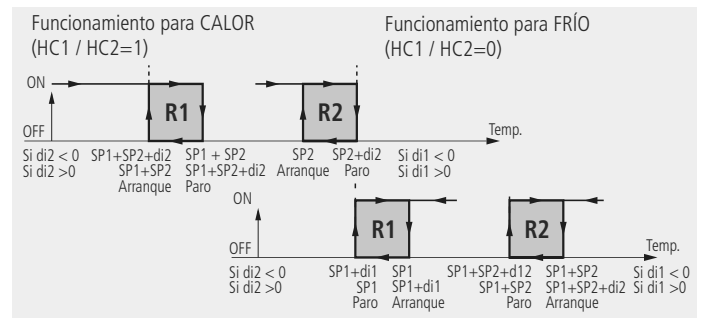 Funcionamiento para CALOR
(HC1 / HC2=1)
Funcionamiento para FRÍO
(HC1 / HC2=0)
ON
R1
R2
OFF
Temp.
Si di2 < 0 SP1+SP2+di2 SP1 + SP2 SP2 SP2+di2 Si di1 < 0
Si di2 >0 SP1+SP2 SP1+SP2+di2 Arranque Paro Si di1 >0
Arranque Paro
ON
R1
R2
OFF
Temp.
Si di2 < 0 SP1+di1 SP1 SP1+SP2+d12 SP1+SP2 Si di1 < 0
Si di2 >0 SP1 SP1+di1 SP1+SP2 SP1+SP2+di2 Si di1 >0
Paro Arranque Paro Arranque